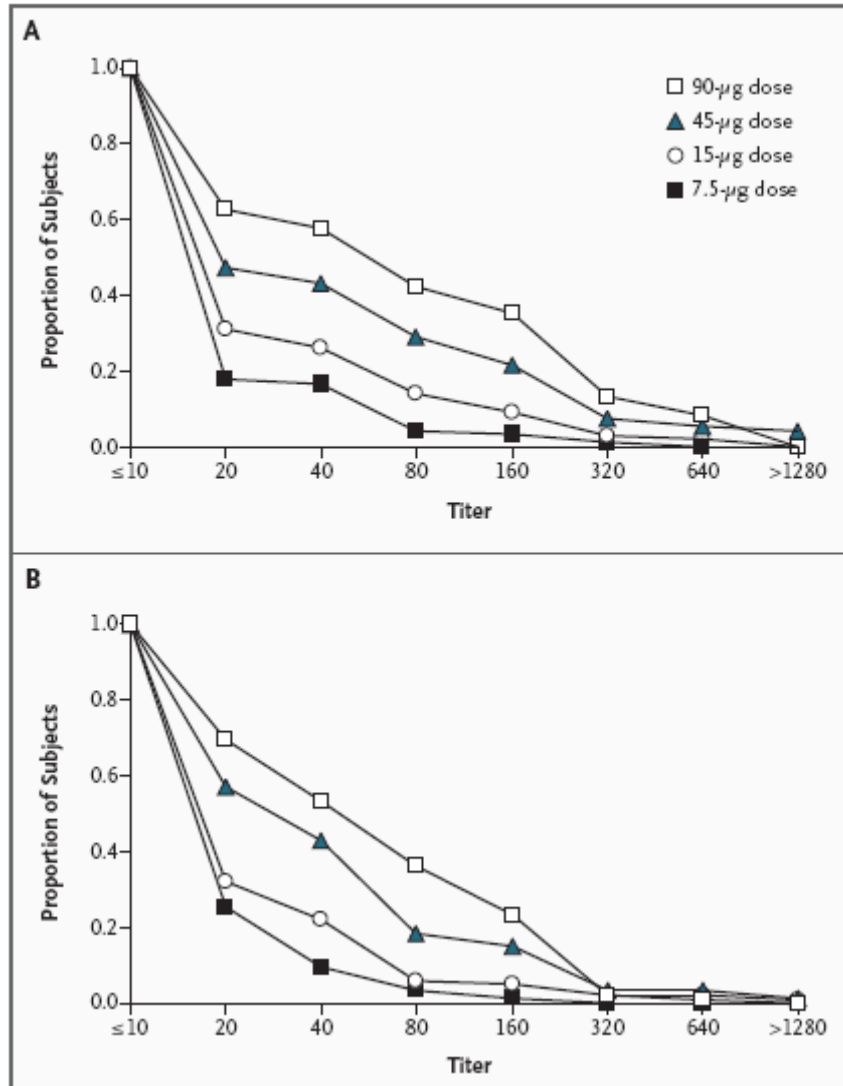 A
1.0
0.8
0.6
0.4
0.2
0.0
Proportion of Subjects
90-µg dose
45-µg dose
15-µg dose
7.5-µg dose
≤10 20 40 80 160 320 640 >1280
Titer
B
1.0
0.8
0.6
0.4
0.2
0.0
Proportion of Subjects
≤10 20 40 80 160 320 640 >1280
Titer